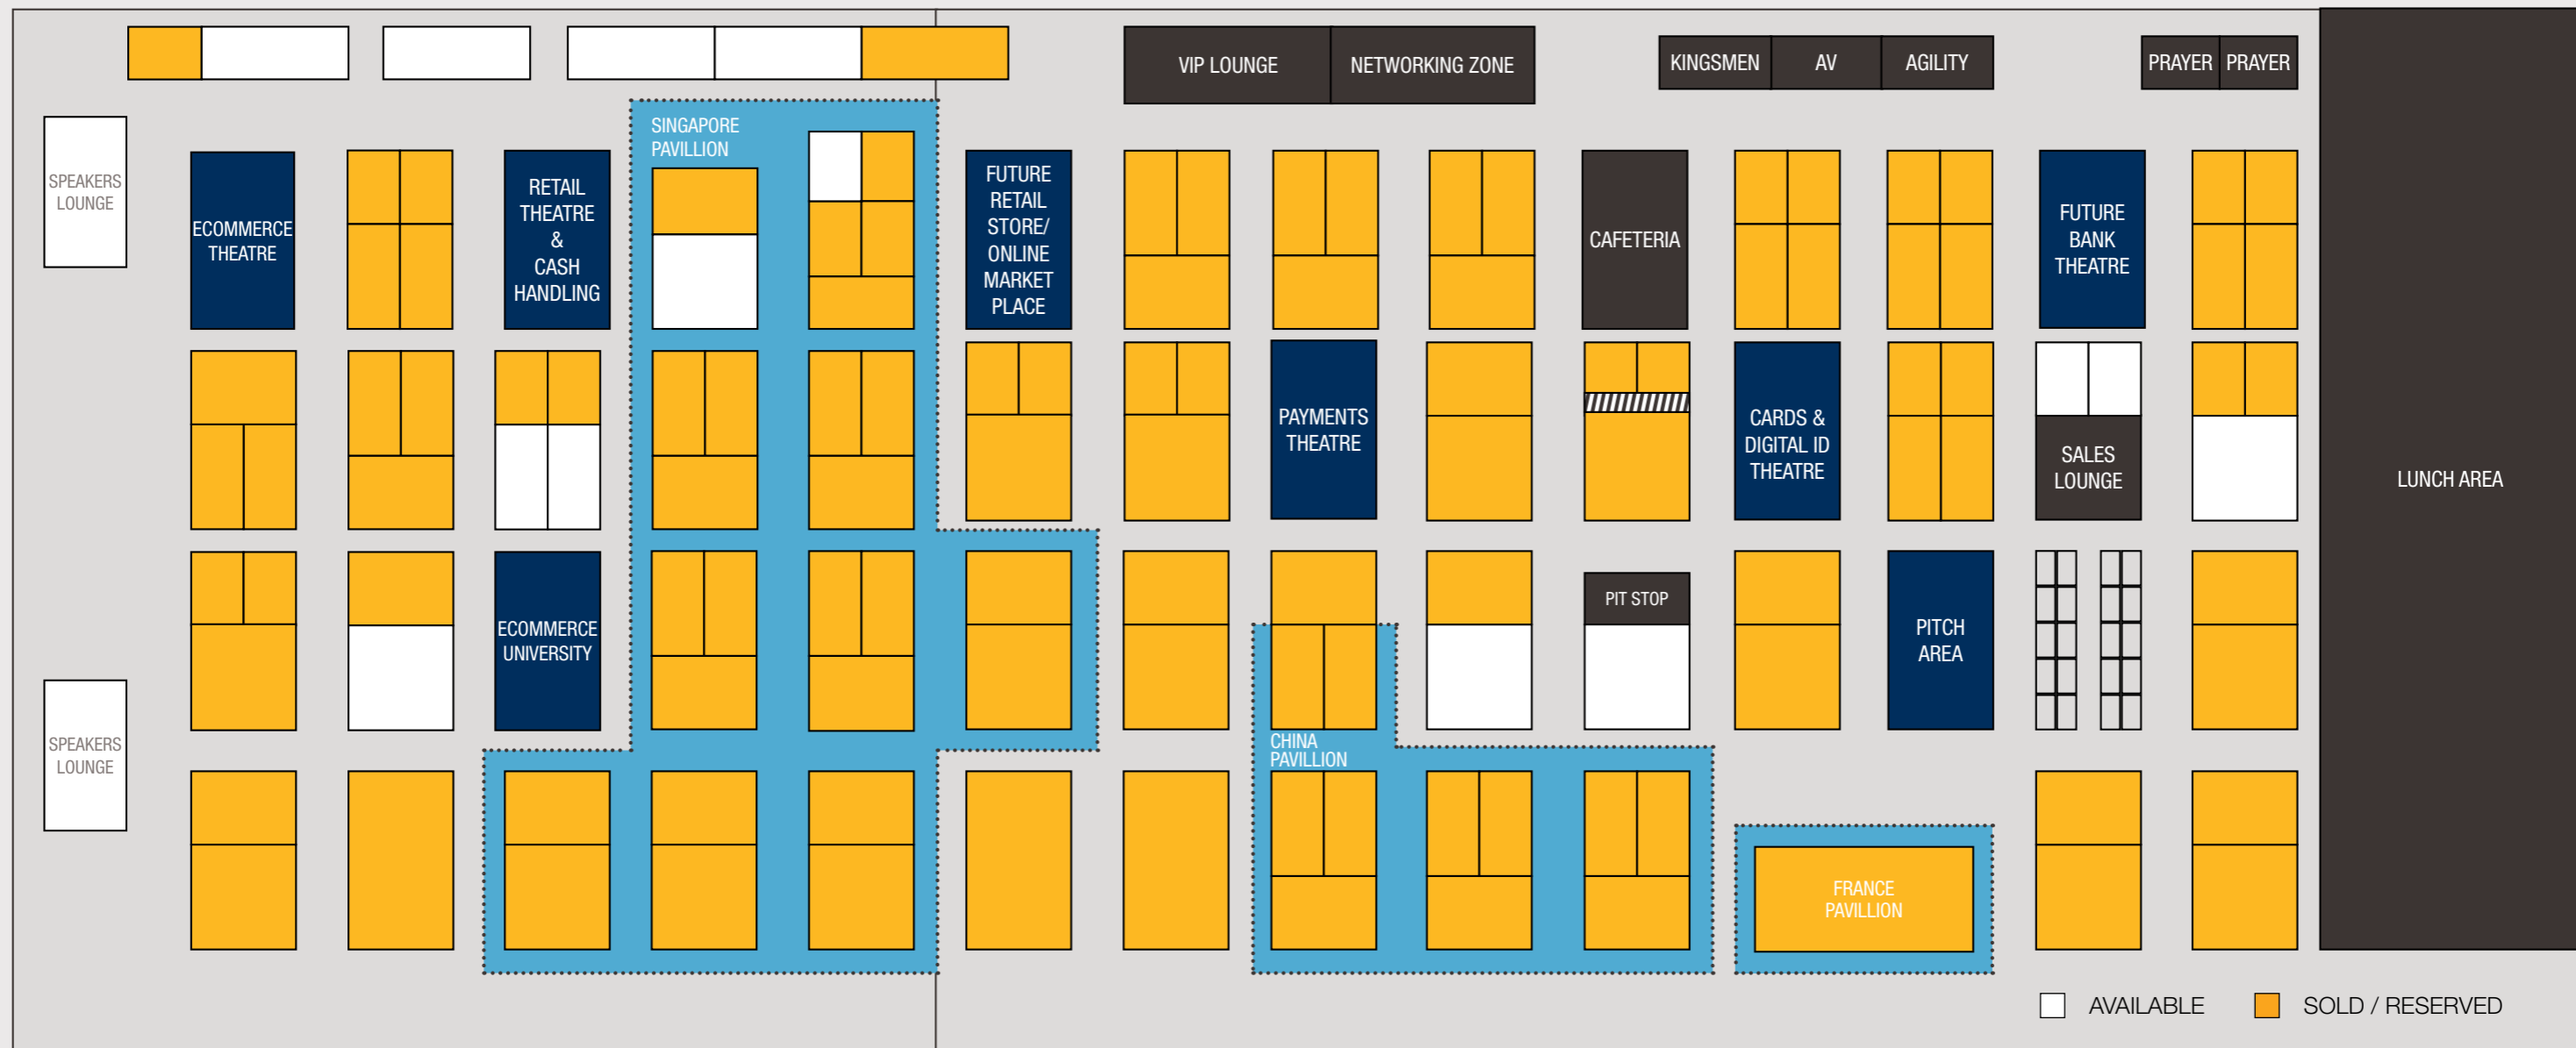 VIP LOUNGE
NETWORKING ZONE
KINGSMEN
AV
AGILITY
PRAYER
PRAYER
SINGAPORE
PAVILLION
SPEAKERS
LOUNGE
ECOMMERCE
THEATRE
RETAIL
THEATRE
&
CASH
HANDLING
FUTURE
RETAIL
STORE/
ONLINE
MARKET
PLACE
CAFETERIA
FUTURE
BANK
THEATRE
PAYMENTS
THEATRE
CARDS &
DIGITAL ID
THEATRE
SALES
LOUNGE
LUNCH AREA
ECOMMERCE
UNIVERSITY
PIT STOP
PITCH
AREA
SPEAKERS
LOUNGE
CHINA
PAVILLION
FRANCE
PAVILLION
AVAILABLE
SOLD / RESERVED